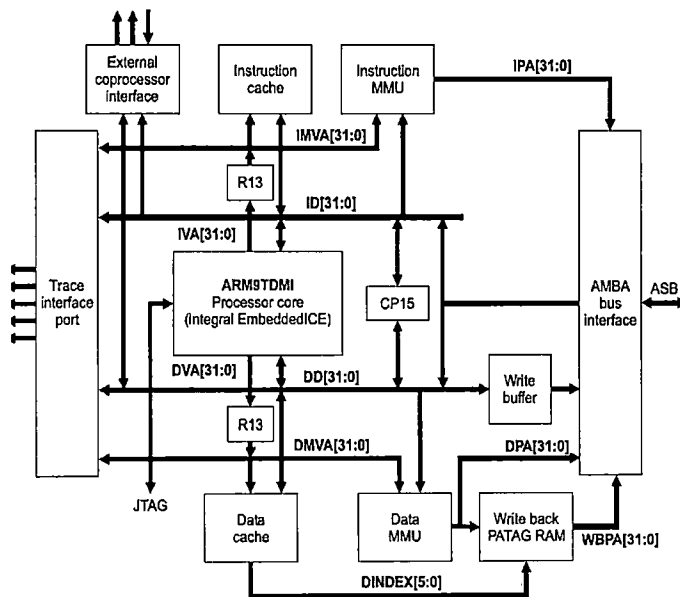 External
coprocessor
interface
Instruction
cache
Instruction
MMU
IPA[31:0]
IMVA[31:0]
R13
ID[31:0]
IVA[31:0]
Trace
interface
port
ARM9TDMI
Processor core
(integral EmbeddedICE)
CP15
AMBA
bus
interface
ASB
DVA[31:0]
DD[31:0]
Write
buffer
R13
DMVA[31:0]
DPA[31:0]
JTAG
Data
cache
Data
MMU
Write back
PATAG RAM
WBPA[31:0]
DINDEX[5:0]